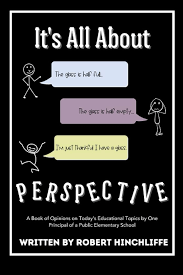 It's All About
The glass is half full...
The glass is half empty...
I'm just thankful I have a glass.
PERSPECTIVE
A Book of Opinions on Today's Educational Topics by One
Principal of a Public Elementary School
WRITTEN BY ROBERT HINCHLIFFE